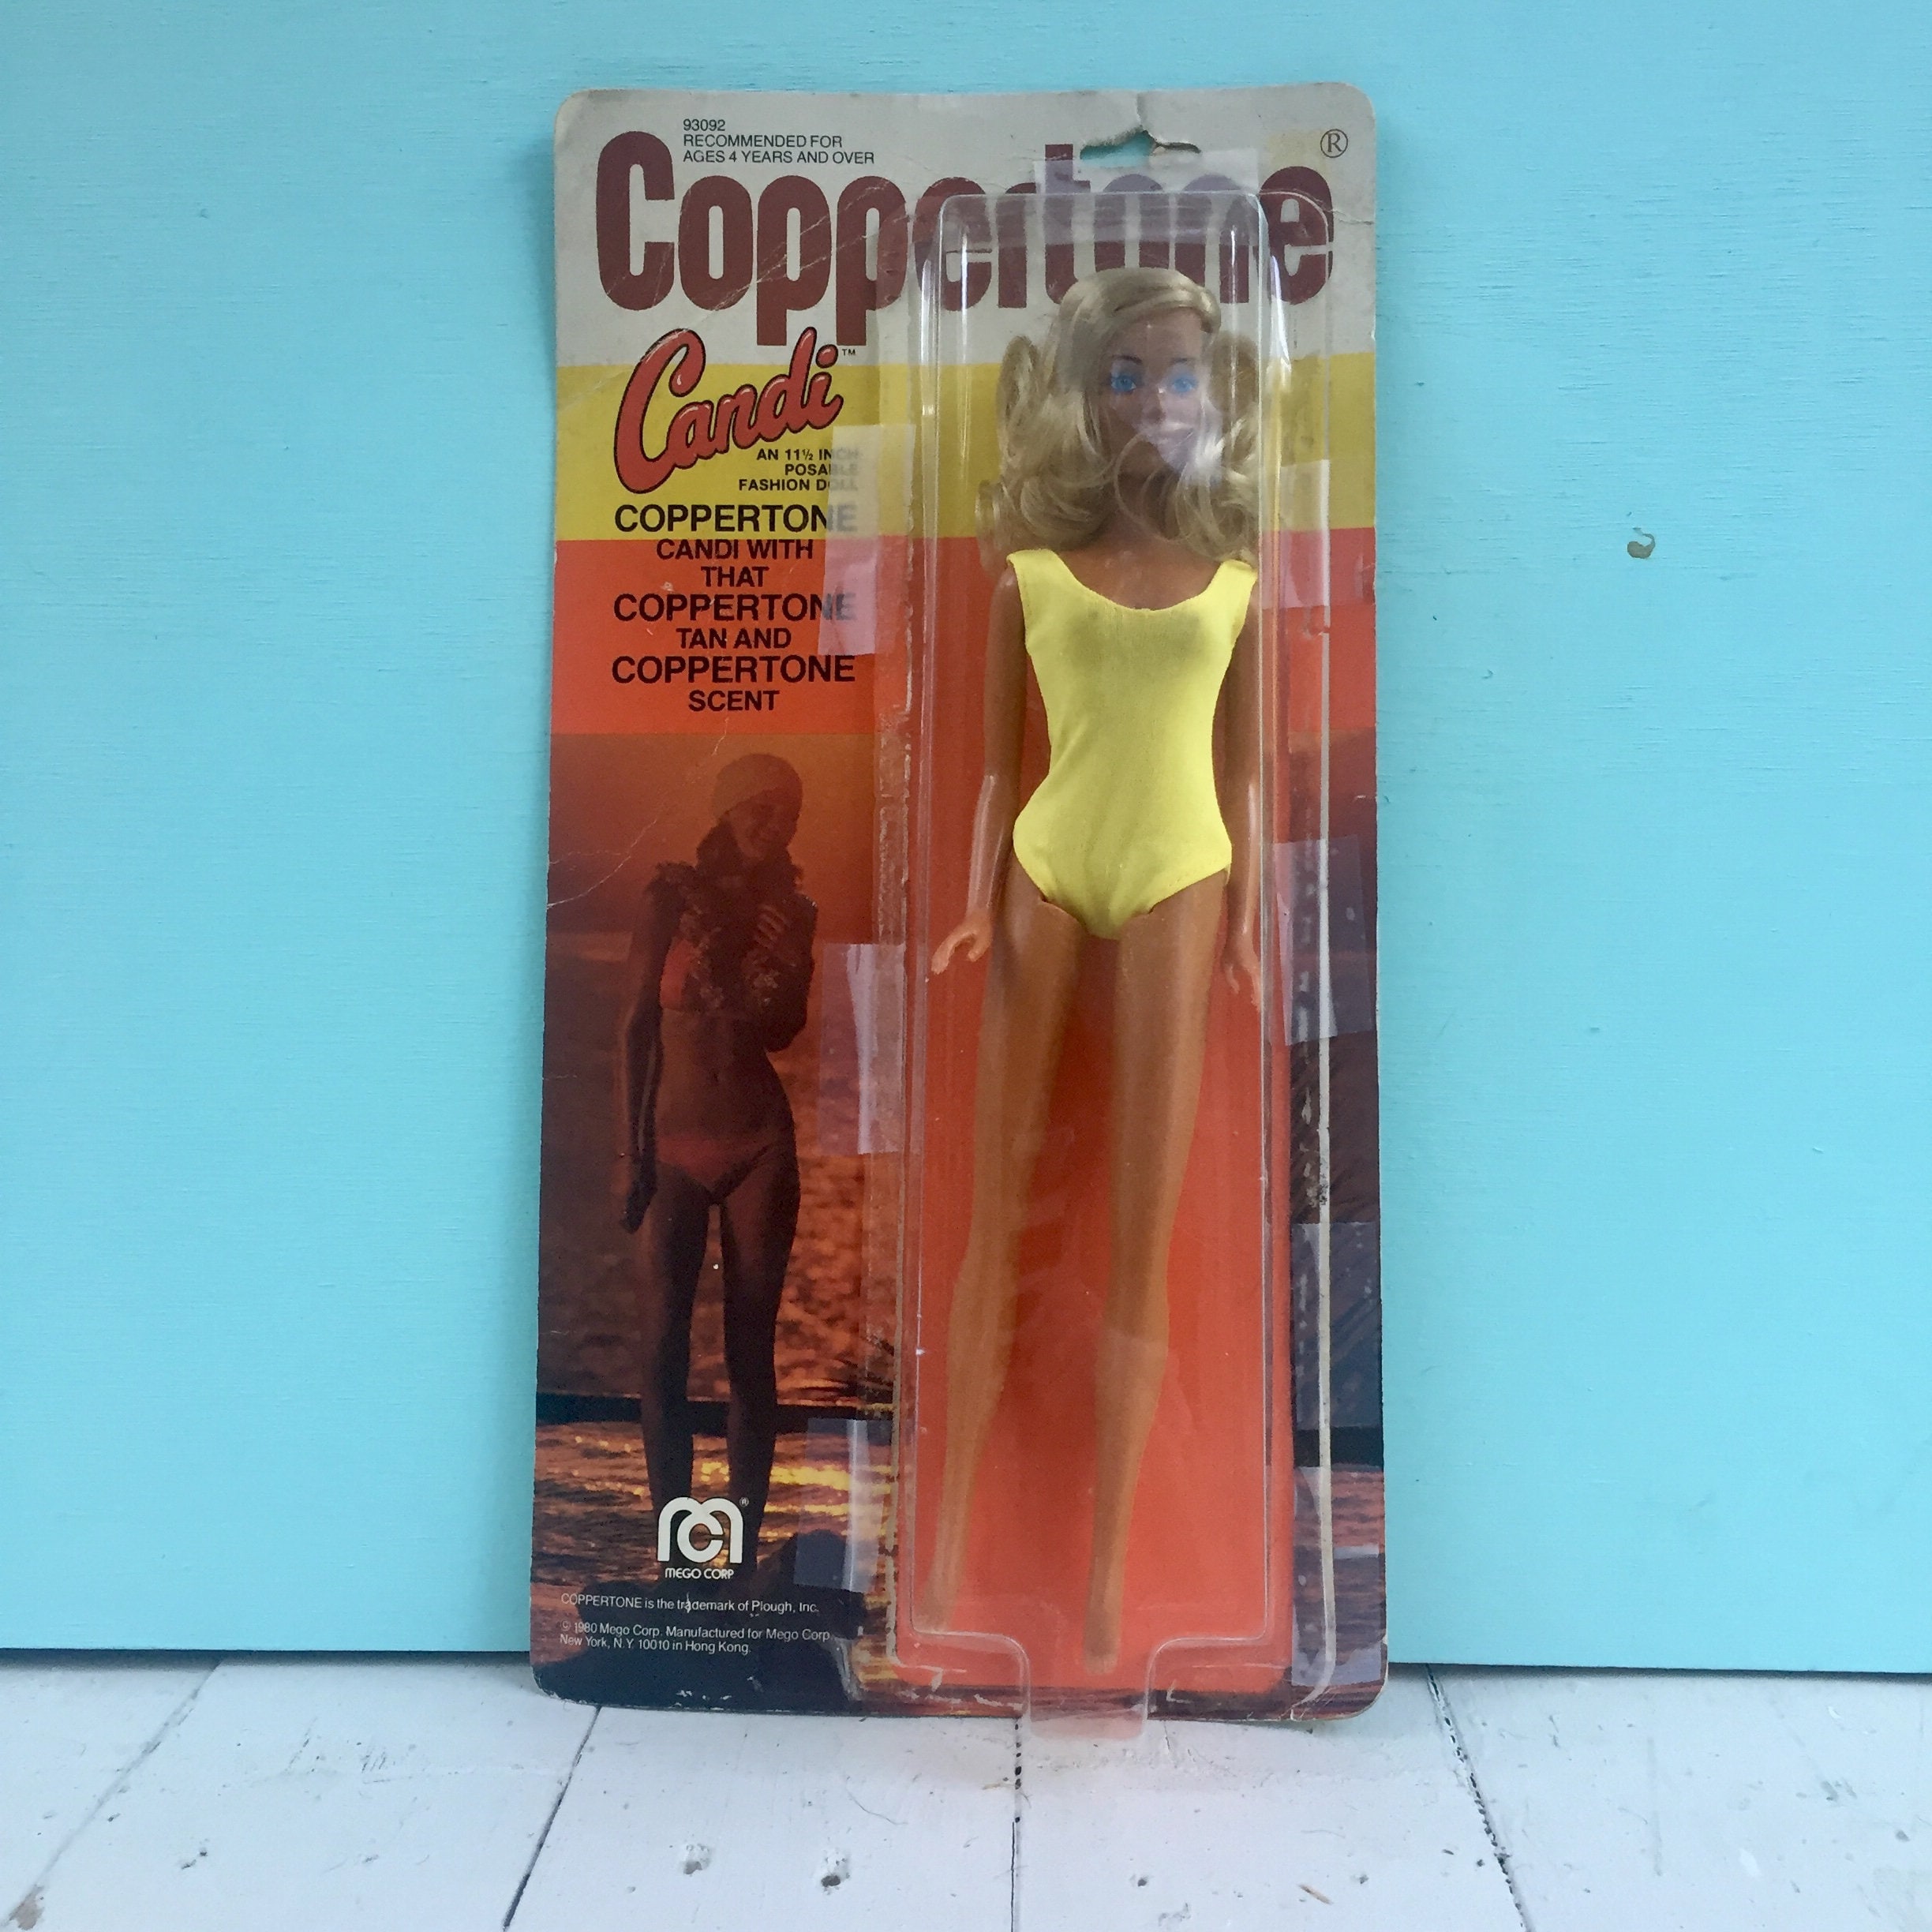 93092
RECOMMENDED FOR
AGES 4 YEARS AND OVER
Coppertone ®
Candi ™
AN 11½ INCH
POSABLE
FASHION DOLL
COPPERTONE
CANDI WITH
THAT
COPPERTONE
TAN AND
COPPERTONE
SCENT
mc ®
MEGO CORP
COPPERTONE is the trademark of Plough, Inc.
© 1980 Mego Corp. Manufactured for Mego Corp.
New York, N.Y. 10010 in Hong Kong.